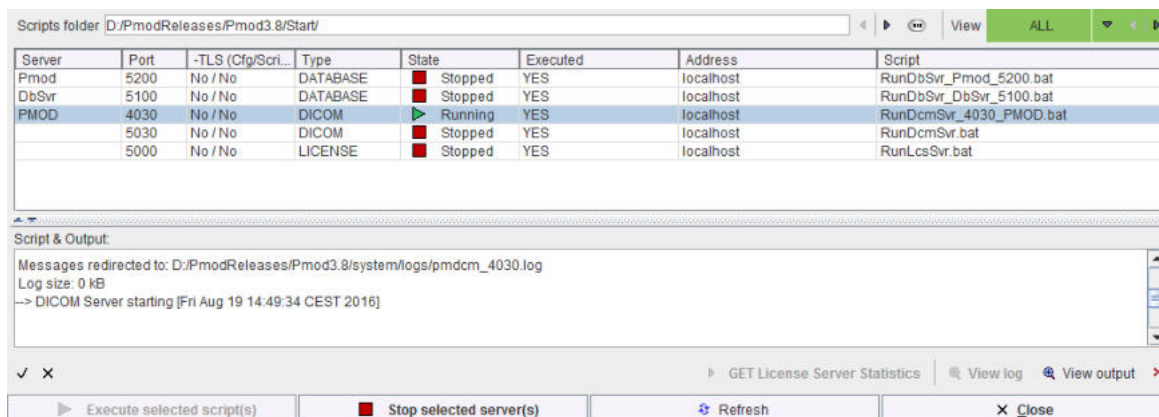 Scripts folder D:/PmodReleases/Pmod3.8/Start/ View ALL
Server Port -TLS (Cfg/Scri... Type State Executed Address Script
Pmod 5200 No / No DATABASE Stopped YES localhost RunDbSvr_Pmod_5200.bat
DbSvr 5100 No / No DATABASE Stopped YES localhost RunDbSvr_DbSvr_5100.bat
PMOD 4030 No / No DICOM Running YES localhost RunDcmSvr_4030_PMOD.bat
5030 No / No DICOM Stopped YES localhost RunDcmSvr.bat
5000 No / No LICENSE Stopped YES localhost RunLcsSvr.bat
Script & Output:
Messages redirected to: D:/PmodReleases/Pmod3.8/system/logs/pmdcm_4030.log
Log size: 0 kB
--> DICOM Server starting [Fri Aug 19 14:49:34 CEST 2016]
GET License Server Statistics View log View output
Execute selected script(s) Stop selected server(s) Refresh Close